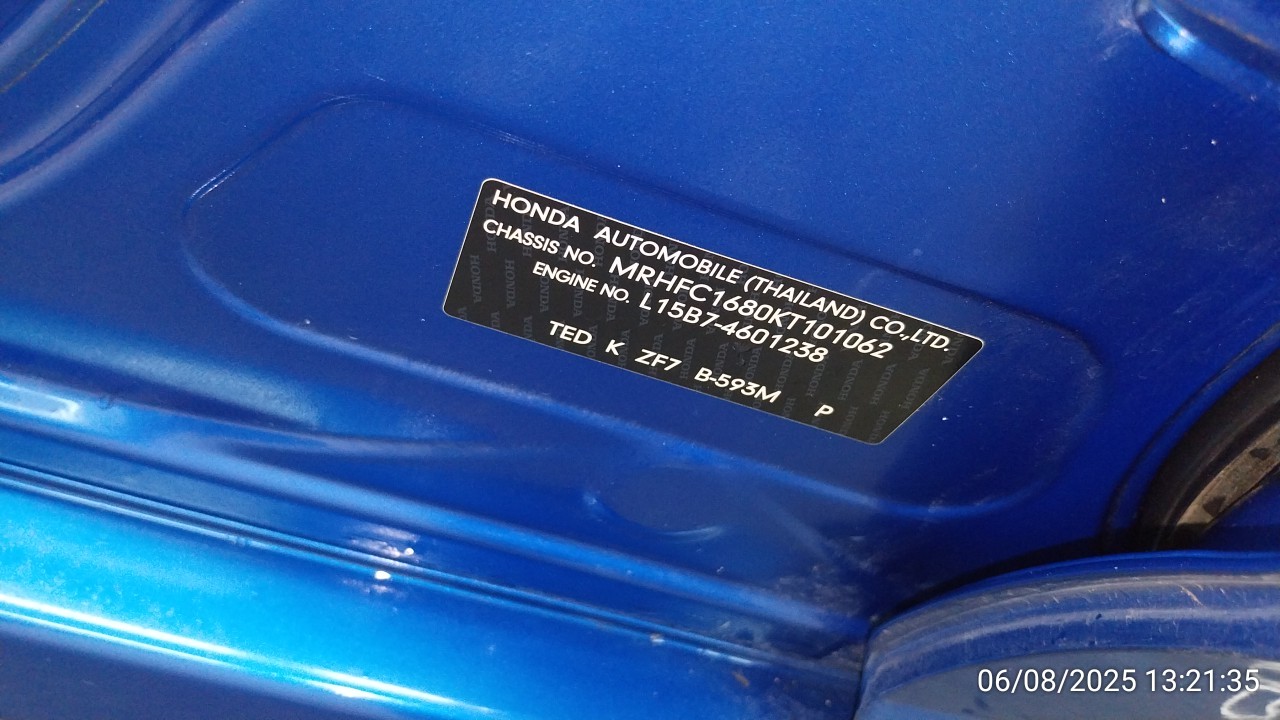 HONDA AUTOMOBILE (THAILAND) CO.,LTD.
CHASSIS NO. MRHFC1680KT101062
ENGINE NO. L15B7-4601238
TED K ZF7 B-593M P
06/08/2025 13:21:35